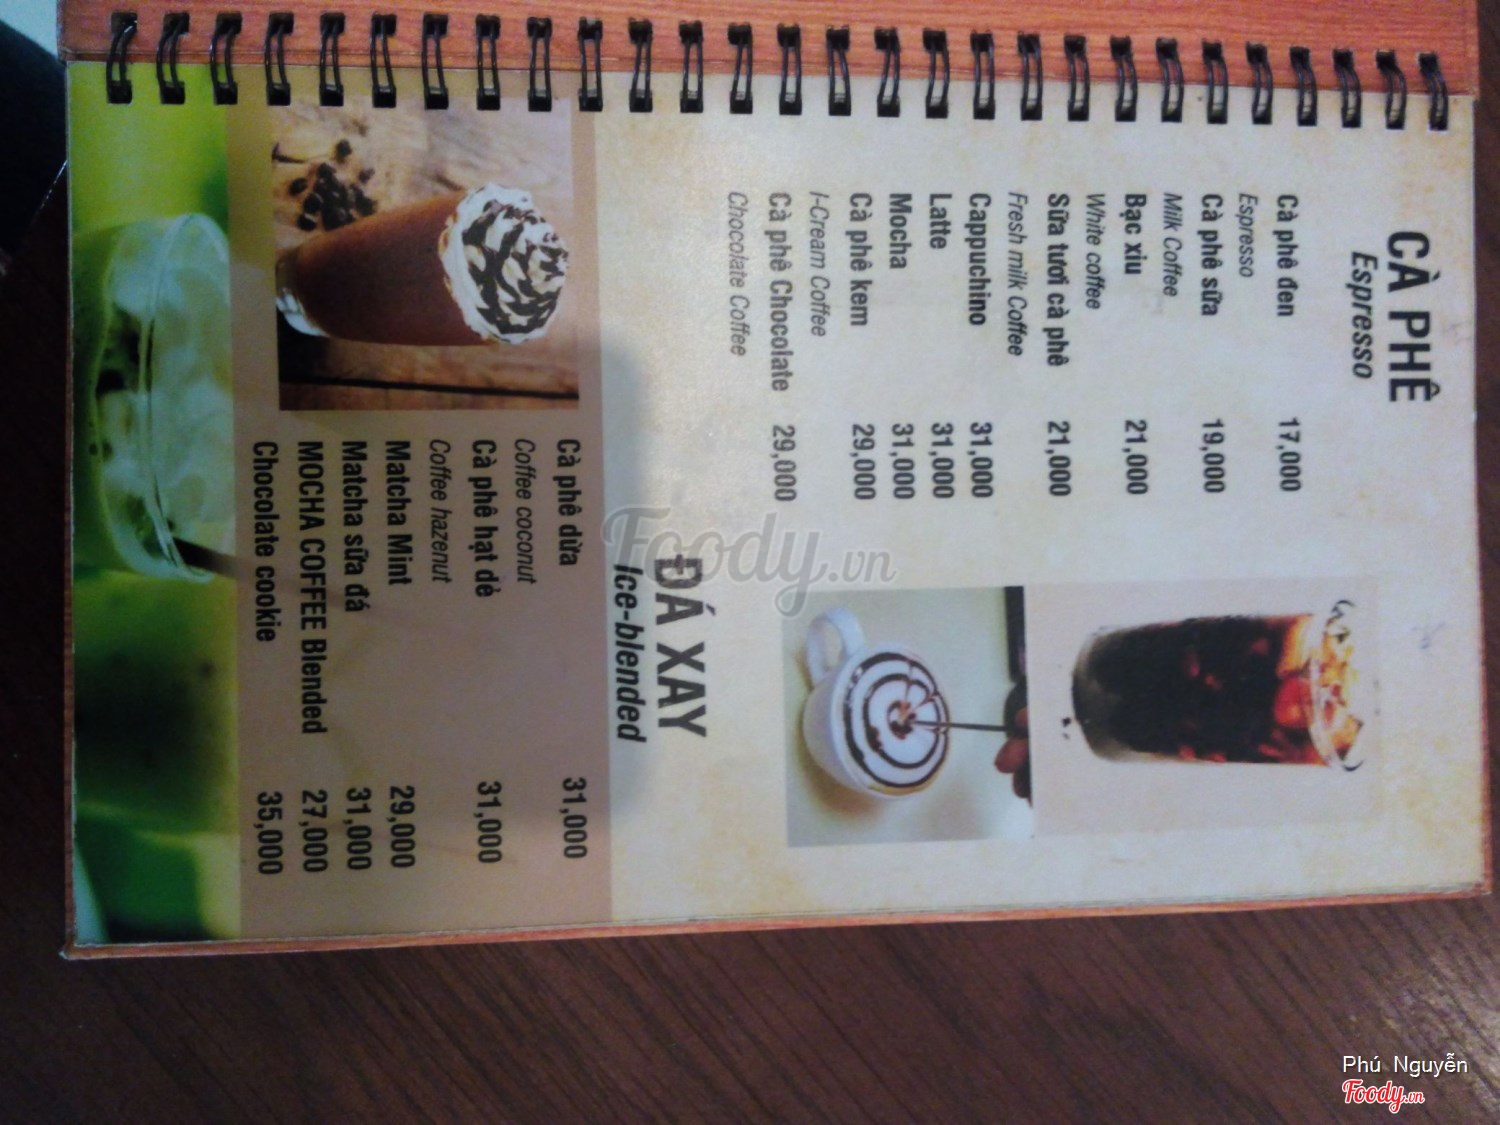 CÀ PHÊ
Espresso
Cà phê đen 17,000
Espresso
Cà phê sữa 19,000
Milk Coffee
Bạc xiu 21,000
White coffee
Sữa tươi cà phê 21,000
Fresh milk Coffee
Cappuchino 31,000
Latte 31,000
Mocha 31,000
Cà phê kem 29,000
I-Cream Coffee
Cà phê Chocolate 29,000
Chocolate Coffee
ĐÁ XAY
Ice-blended
Cà phê dừa 31,000
Coffee coconut
Cà phê hạt dẻ 31,000
Coffee hazenut
Matcha Mint 29,000
Matcha sữa đá 31,000
MOCHA COFFEE Blended 27,000
Chocolate cookie 35,000
Foody.vn
Phú Nguyễn
Foody.vn